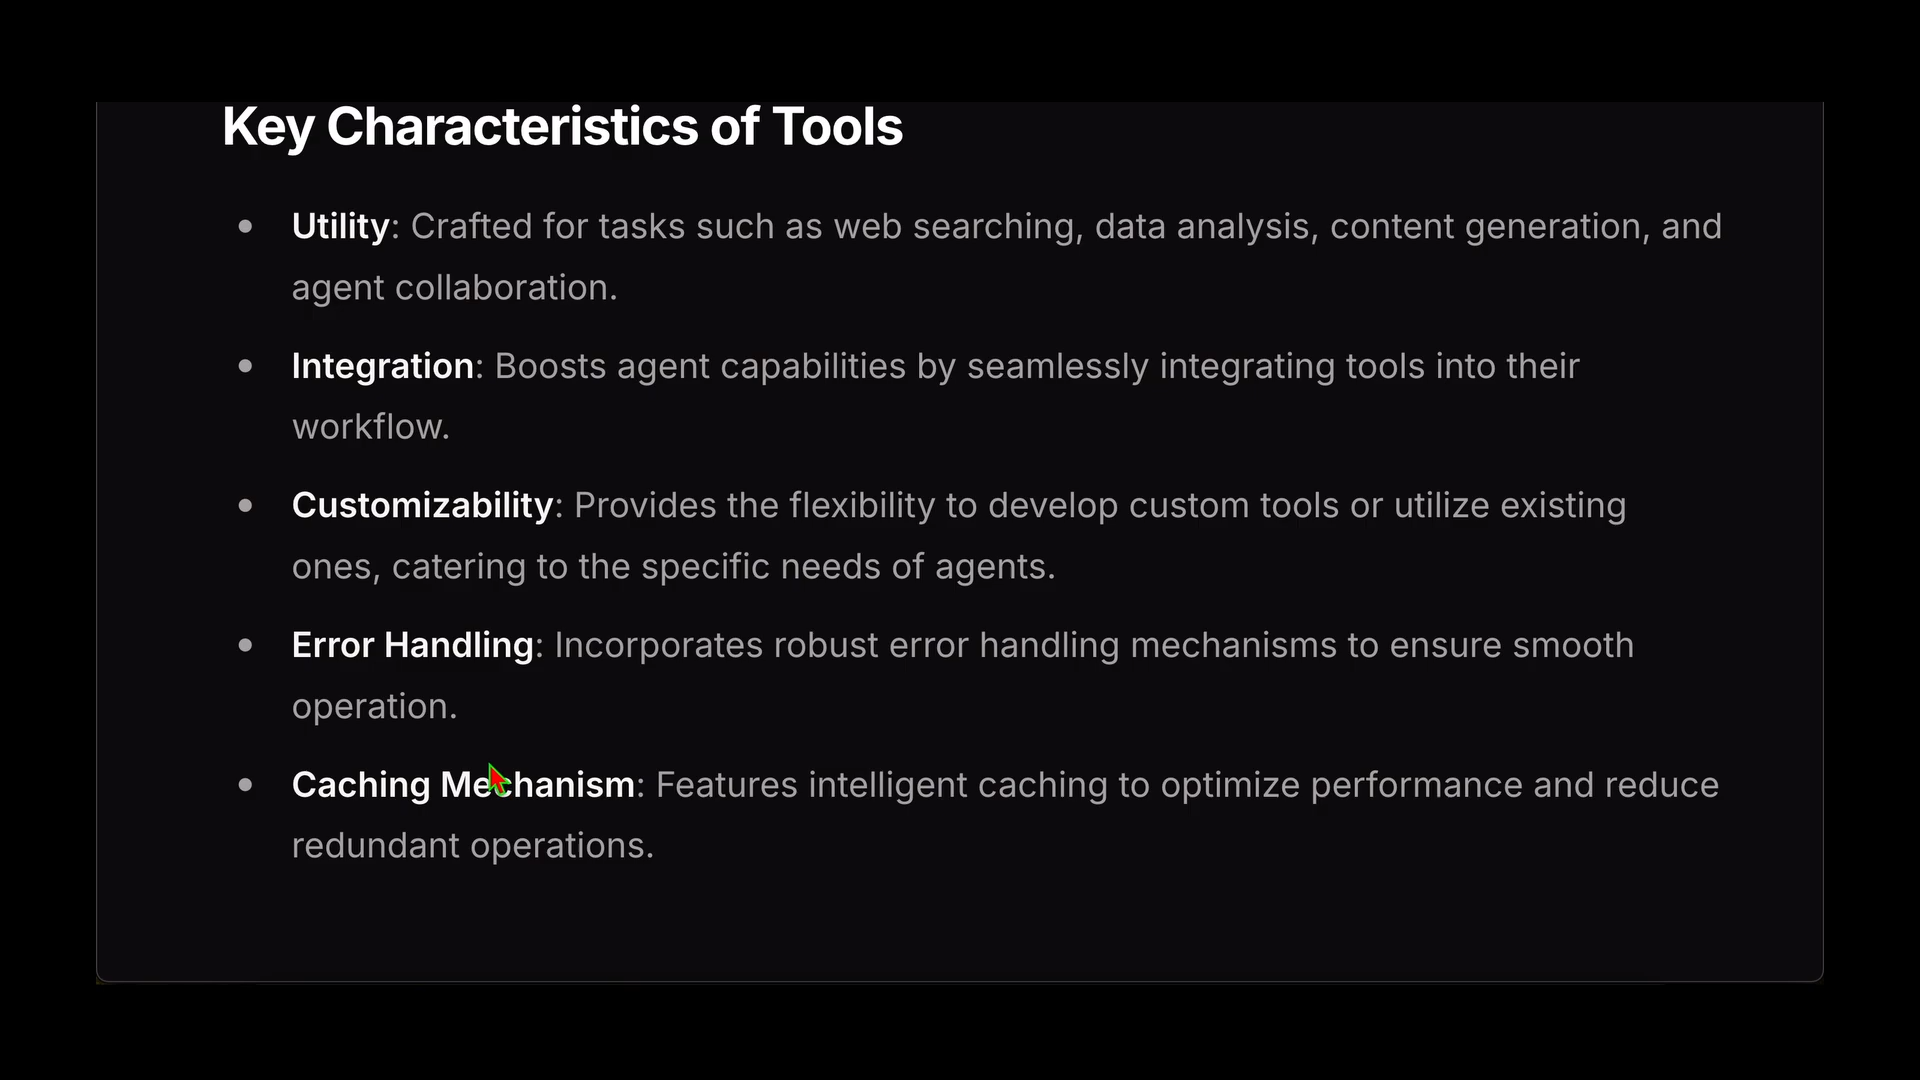 Key Characteristics of Tools
Utility: Crafted for tasks such as web searching, data analysis, content generation, and
agent collaboration.
Integration: Boosts agent capabilities by seamlessly integrating tools into their
workflow.
Customizability: Provides the flexibility to develop custom tools or utilize existing
ones, catering to the specific needs of agents.
Error Handling: Incorporates robust error handling mechanisms to ensure smooth
operation.
Caching Mechanism: Features intelligent caching to optimize performance and reduce
redundant operations.